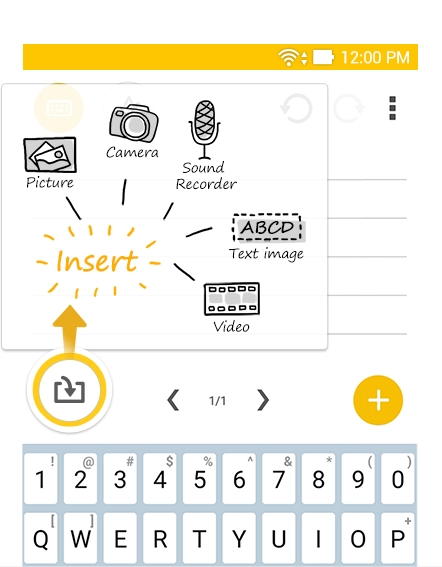 12:00 PM
Camera
Picture
Sound
Recorder
ABCD
Text image
Insert
Video
1/1
! @ # $ % ^ & * ( )
1 2 3 4 5 6 7 8 9 0
[ ] +
Q W E R T Y U I O P